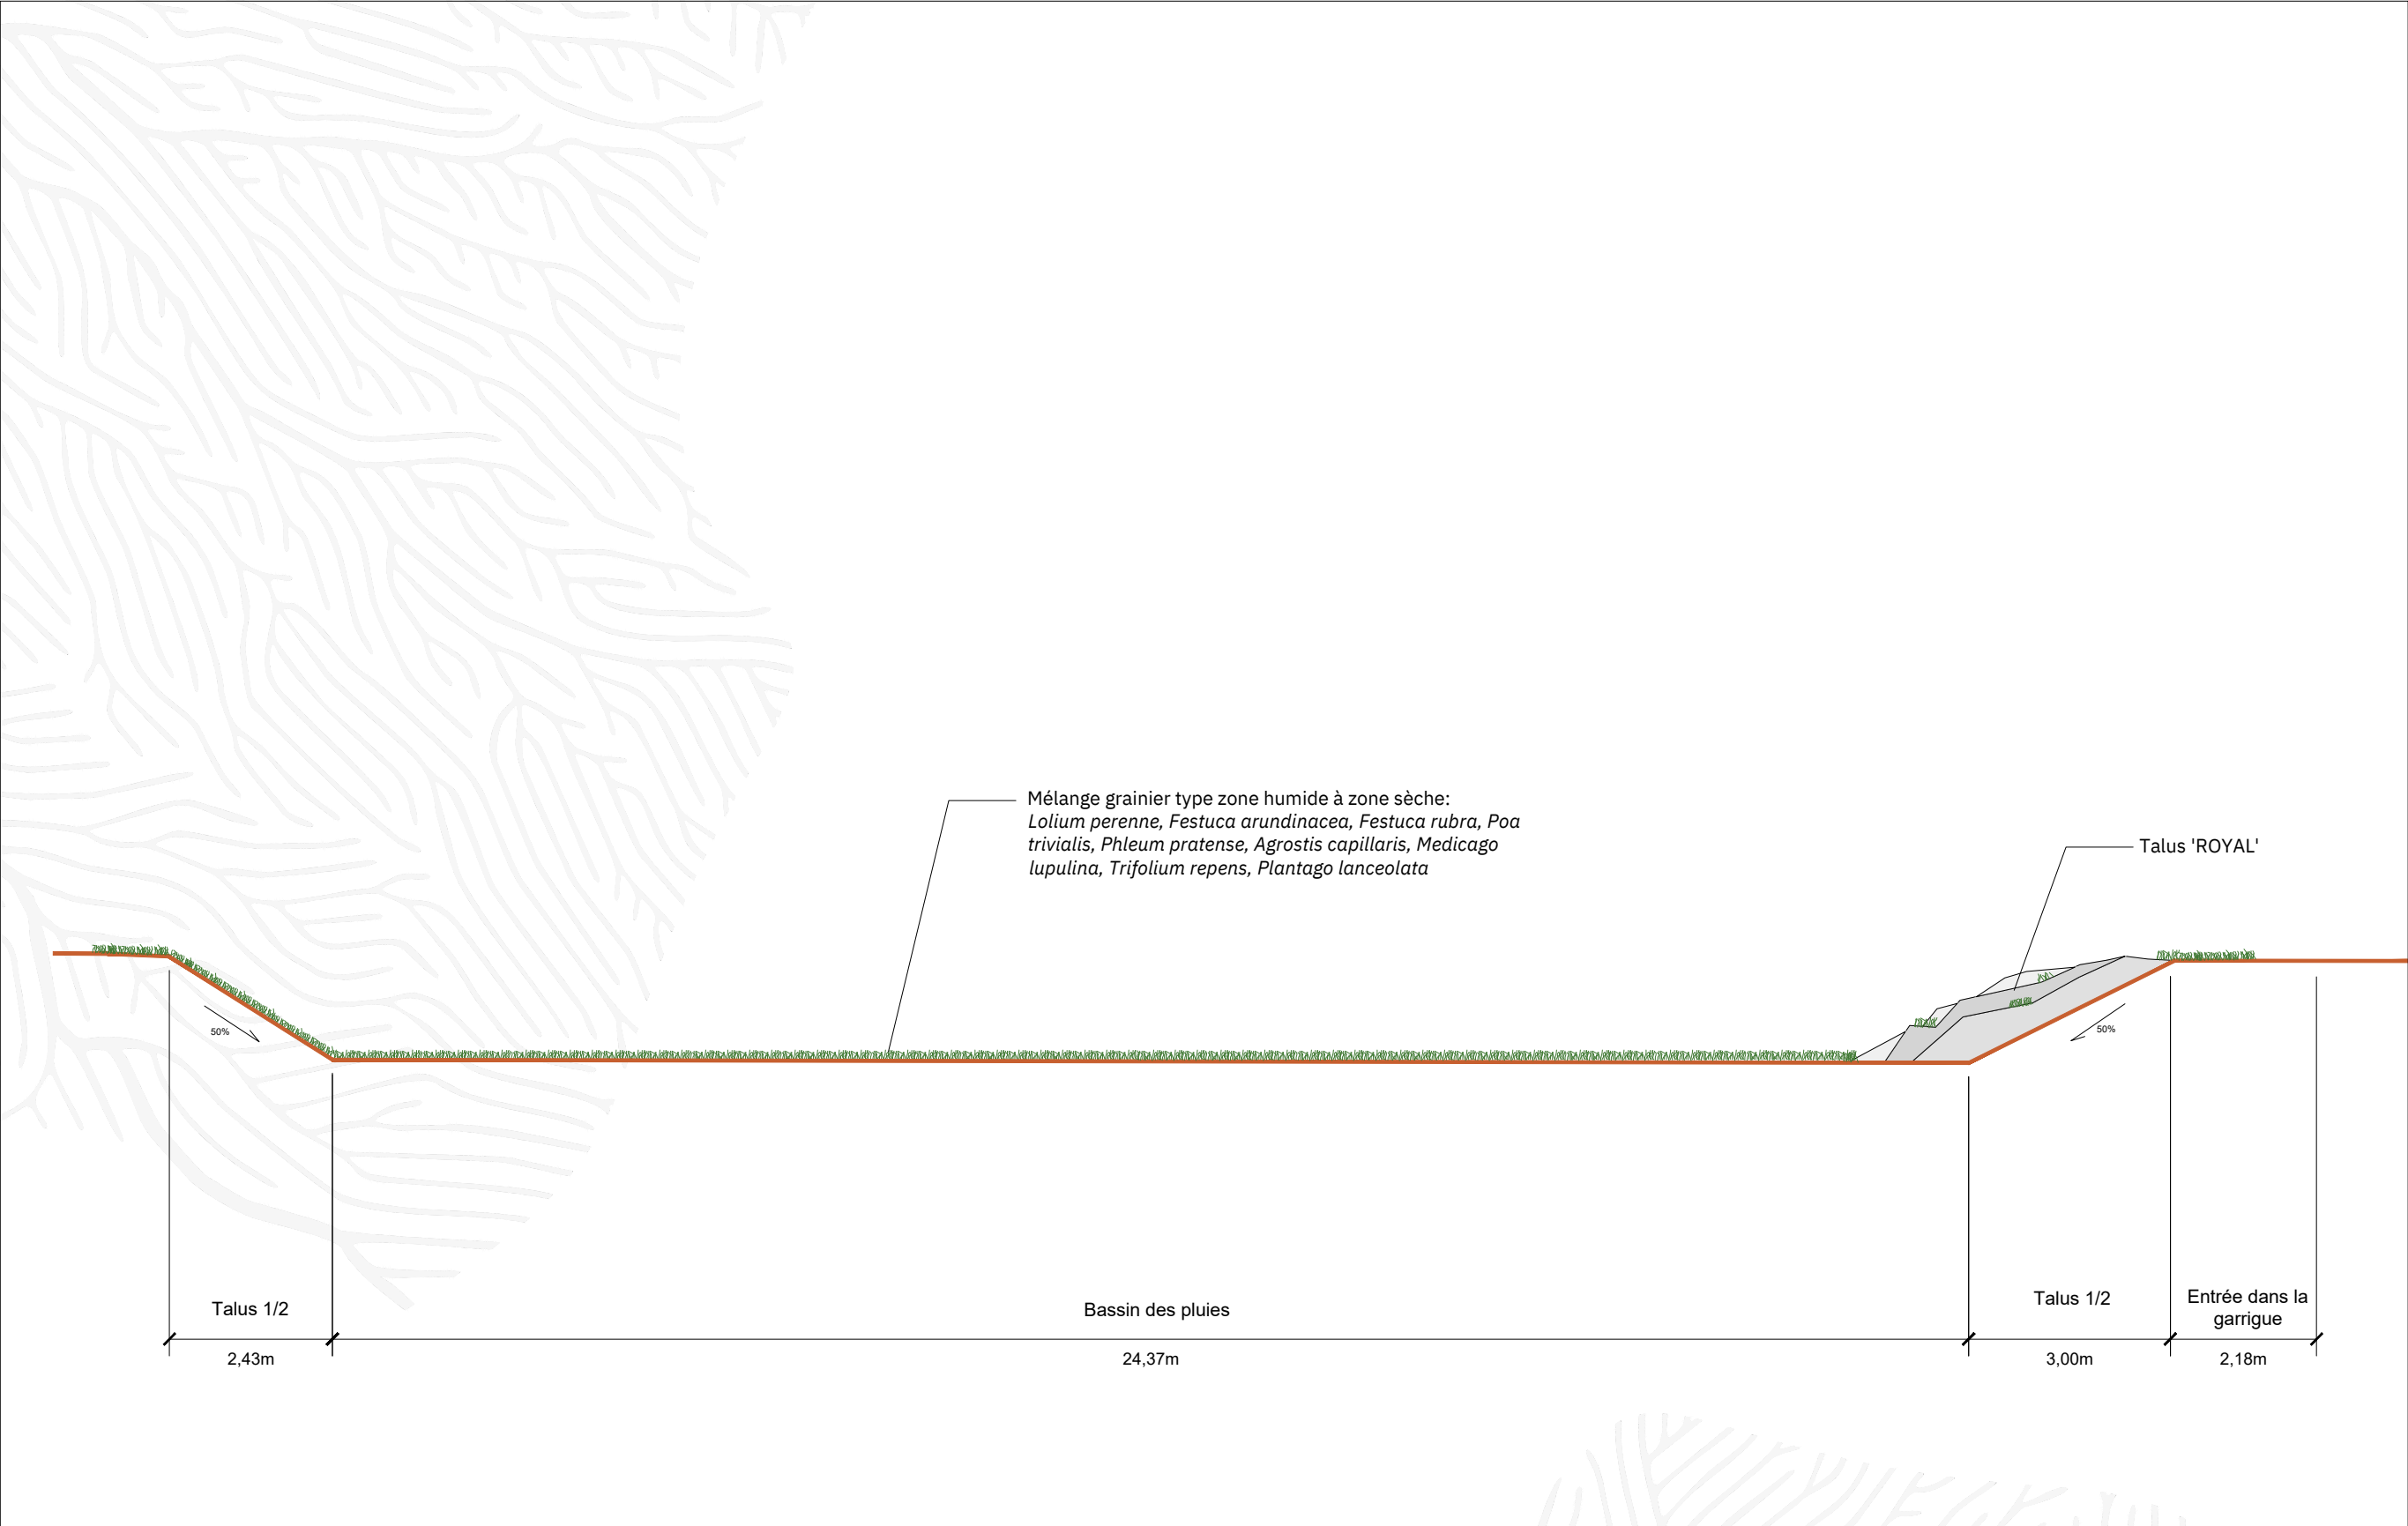 Mélange grainier type zone humide à zone sèche:
Lolium perenne, Festuca arundinacea, Festuca rubra, Poa
trivialis, Phleum pratense, Agrostis capillaris, Medicago
lupulina, Trifolium repens, Plantago lanceolata
Talus 'ROYAL'
50%
50%
Talus 1/2
Bassin des pluies
Talus 1/2
Entrée dans la
garrigue
2,43m
24,37m
3,00m
2,18m